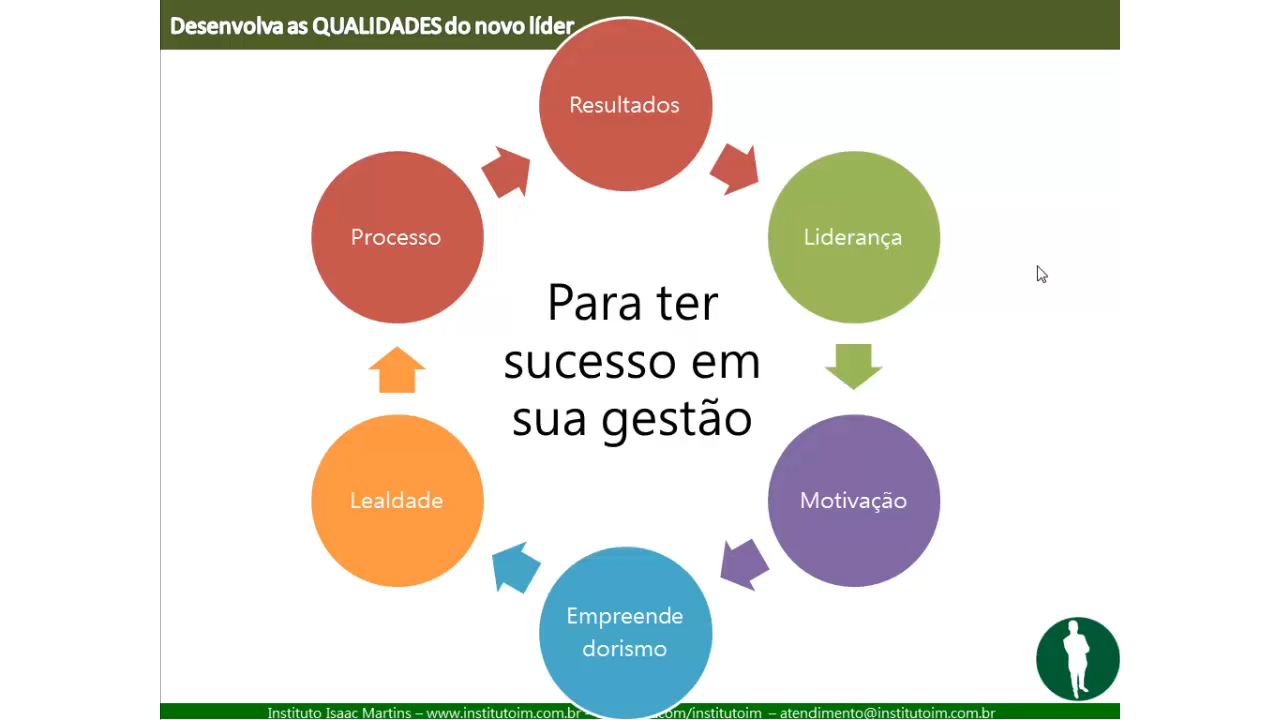 Desenvolva as QUALIDADES do novo líder
Resultados
Liderança
Motivação
Empreende
dorismo
Lealdade
Processo
Para ter
sucesso em
sua gestão
Instituto Isaac Martins – www.institutoim.com.br - .com/institutoim – atendimento@institutoim.com.br